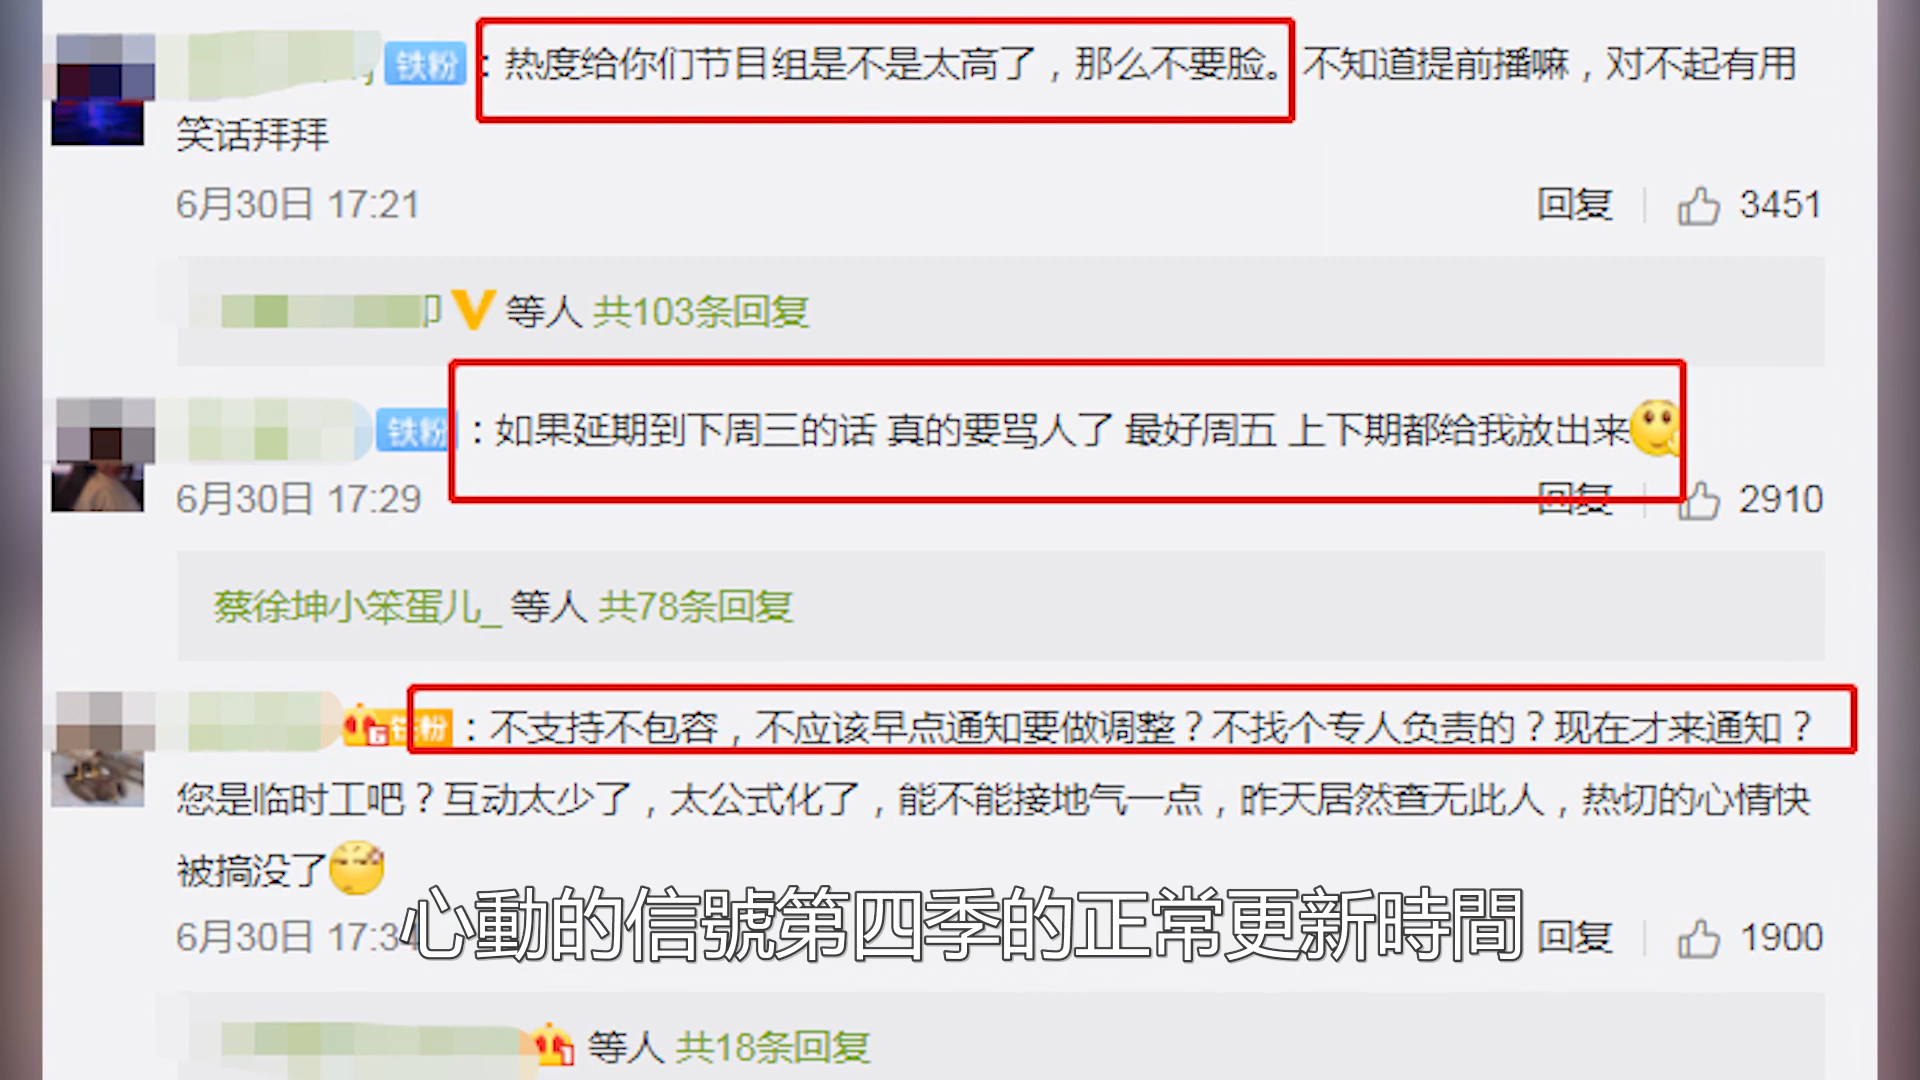 铁粉：热度给你们节目组是不是太高了，那么不要脸。不知道提前播嘛，对不起有用
笑话拜拜
6月30日 17:21 回复 3451
等人 共103条回复
铁粉：如果延期到下周三的话 真的要骂人了 最好周五 上下期都给我放出来
6月30日 17:29 回复 2910
蔡徐坤小笨蛋儿_ 等人 共78条回复
铁粉：不支持不包容，不应该早点通知要做调整？不找个专人负责的？现在才来通知？
您是临时工吧？互动太少了，太公式化了，能不能接地气一点，昨天居然查无此人，热切的心情快
被搞没了
6月30日 17:34 回复 1900
心動的信號第四季的正常更新時間
等人 共18条回复